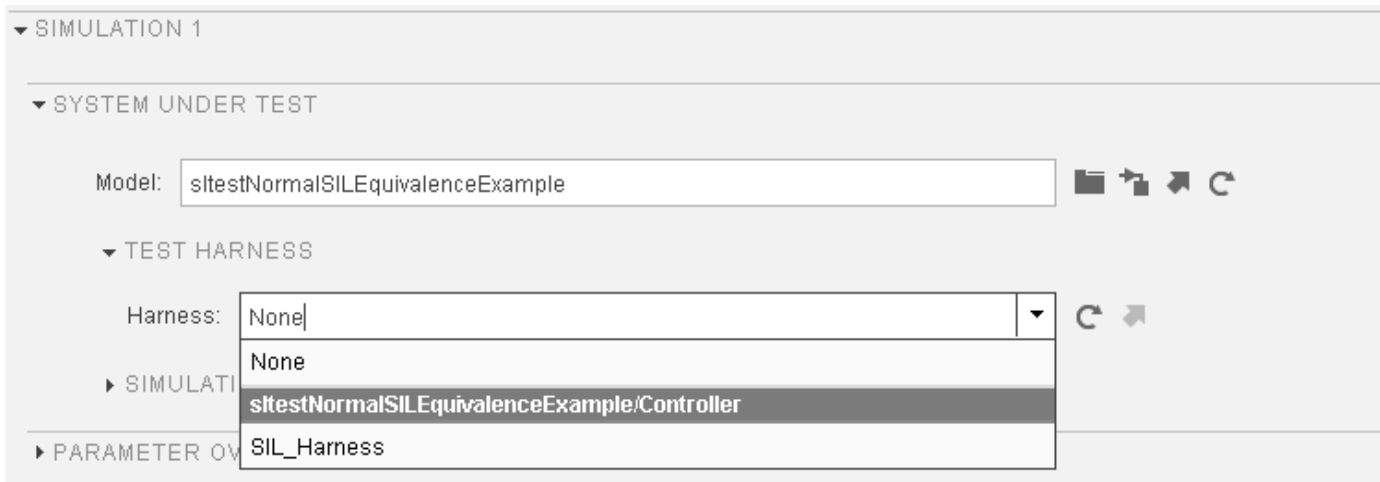 SIMULATION 1
SYSTEM UNDER TEST
Model: sltestNormalSILEquivalenceExample
TEST HARNESS
Harness: None
None
SIMULATI
sltestNormalSILEquivalenceExample/Controller
SIL_Harness
PARAMETER OV